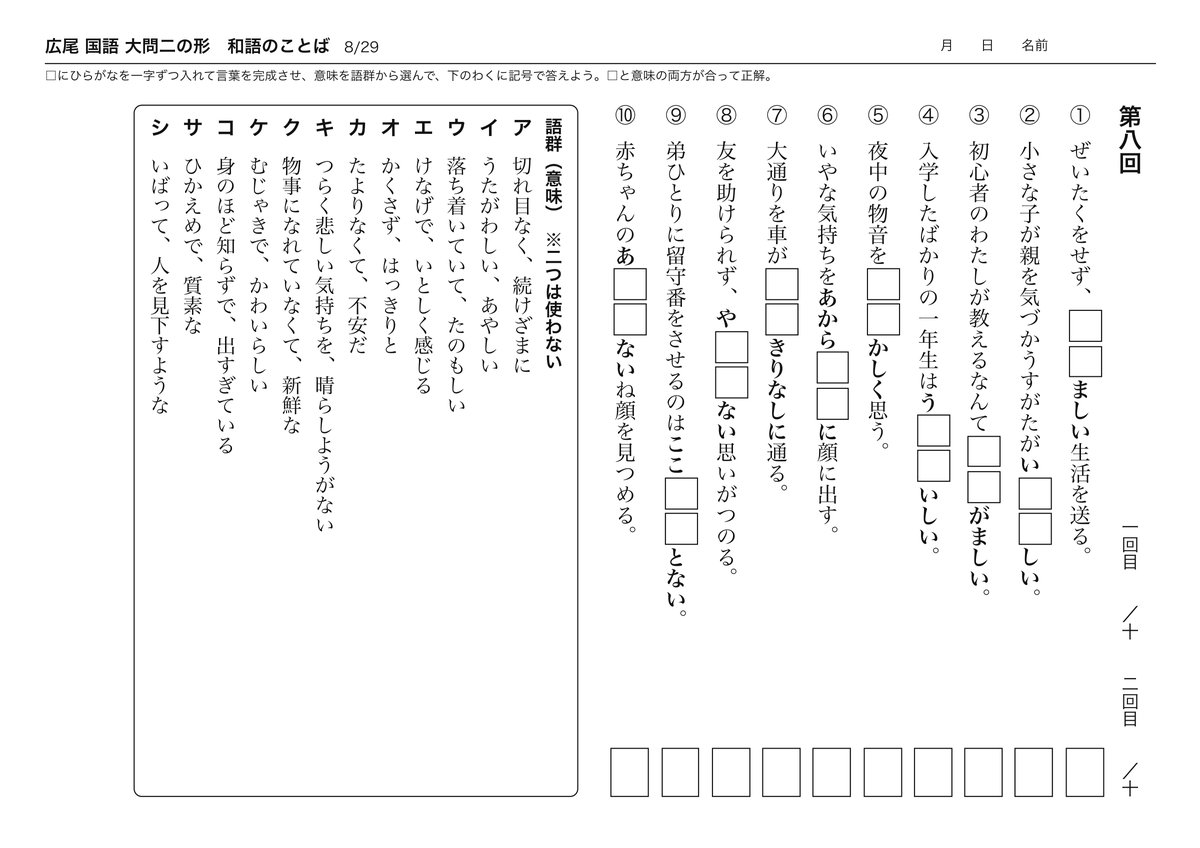 広尾 国語 大問二の形　和語のことば 8/29
月　日　名前
□にひらがなを一字ずつ入れて言葉を完成させ、意味を語群から選んで、下のわくに記号で答えよう。□と意味の両方が合って正解。
第八回　一回目　／十　二回目　／十
① ぜいたくをせず、□□ましい生活を送る。
② 小さな子が親を気づかうすがたがい□□しい。
③ 初心者のわたしが教えるなんて□□がましい。
④ 入学したばかりの一年生はう□□いしい。
⑤ 夜中の物音を□□かしく思う。
⑥ いやな気持ちをあから□□に顔に出す。
⑦ 大通りを車が□□きりなしに通る。
⑧ 友を助けられず、や□□ない思いがつのる。
⑨ 弟ひとりに留守番をさせるのはここ□□とない。
⑩ 赤ちゃんのあ□□ないね顔を見つめる。
語群（意味）　※二つは使わない
ア 切れ目なく、続けざまに
イ うたがわしい、あやしい
ウ 落ち着いていて、たのもしい
エ けなげで、いとしく感じる
オ かくさず、はっきりと
カ たよりなくて、不安だ
キ つらく悲しい気持ちを、晴らしようがない
ク 物事になれていなくて、新鮮な
ケ むじゃきで、かわいらしい
コ 身のほど知らずで、出すぎている
サ ひかえめで、質素な
シ いばって、人を見下すような